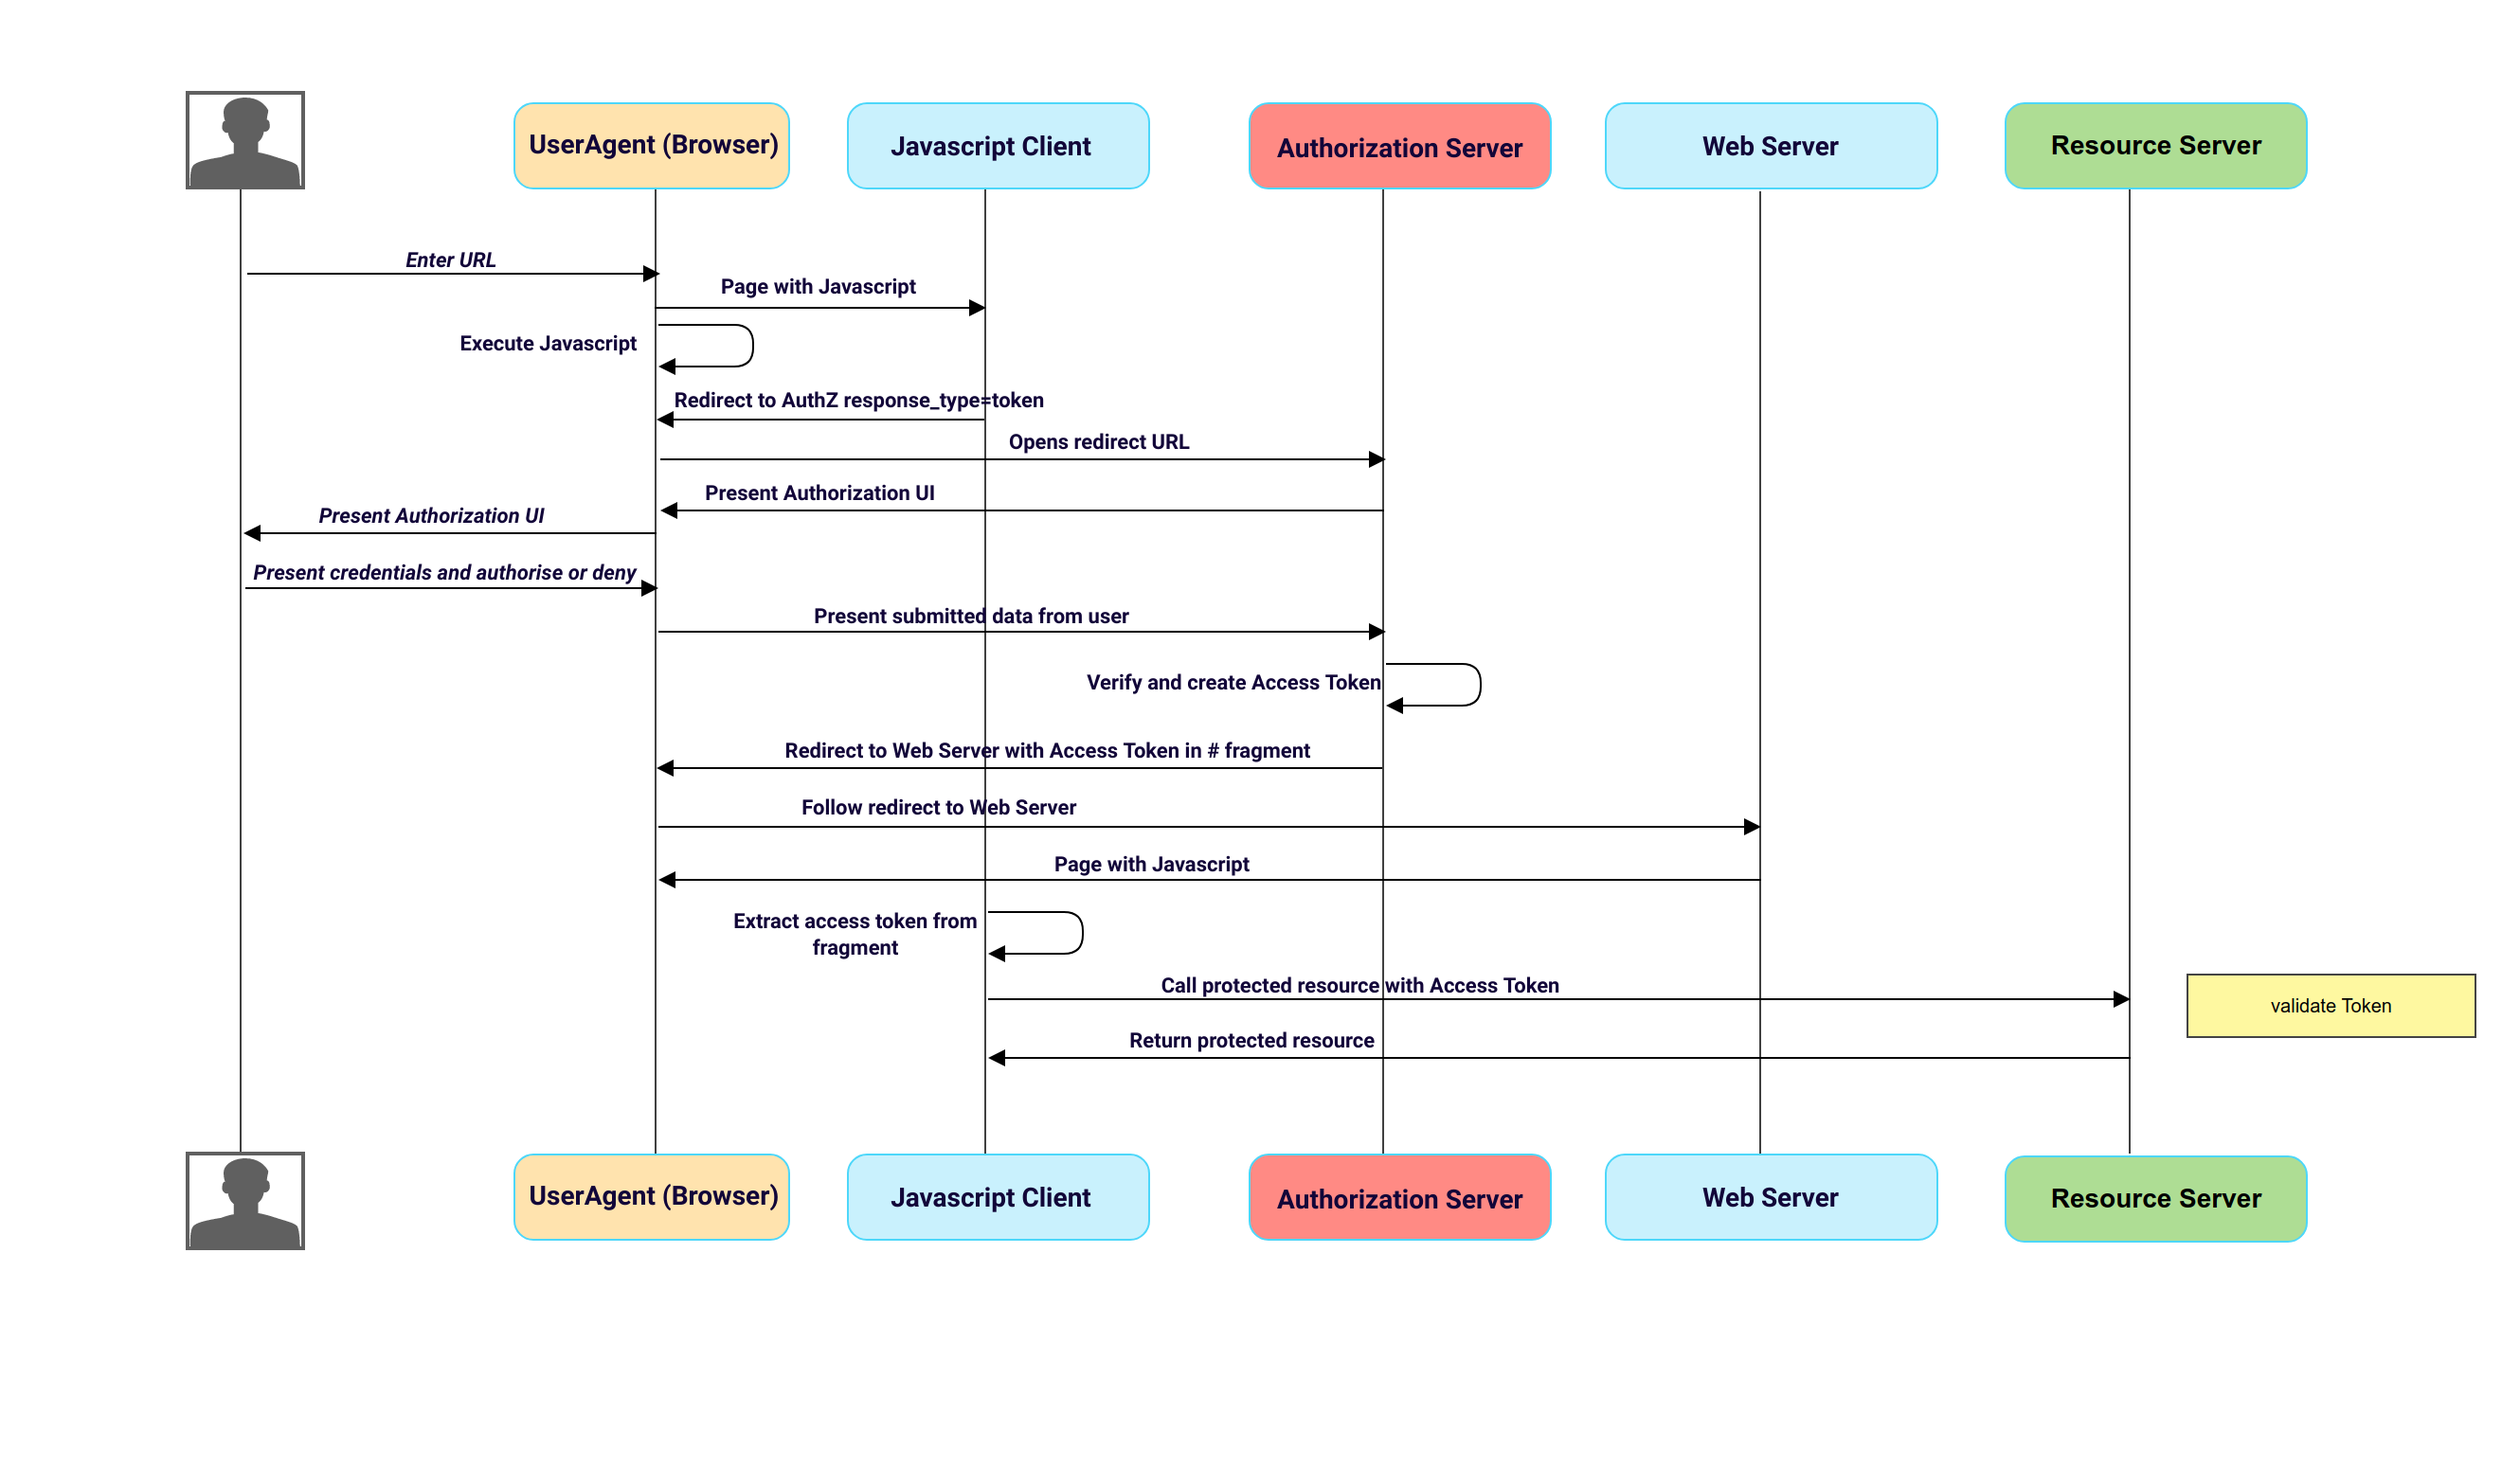 UserAgent (Browser)
Javascript Client
Authorization Server
Web Server
Resource Server
Enter URL
Page with Javascript
Execute Javascript
Redirect to AuthZ response_type=token
Opens redirect URL
Present Authorization UI
Present Authorization UI
Present credentials and authorise or deny
Present submitted data from user
Verify and create Access Token
Redirect to Web Server with Access Token in # fragment
Follow redirect to Web Server
Page with Javascript
Extract access token from
fragment
Call protected resource with Access Token
validate Token
Return protected resource
UserAgent (Browser)
Javascript Client
Authorization Server
Web Server
Resource Server